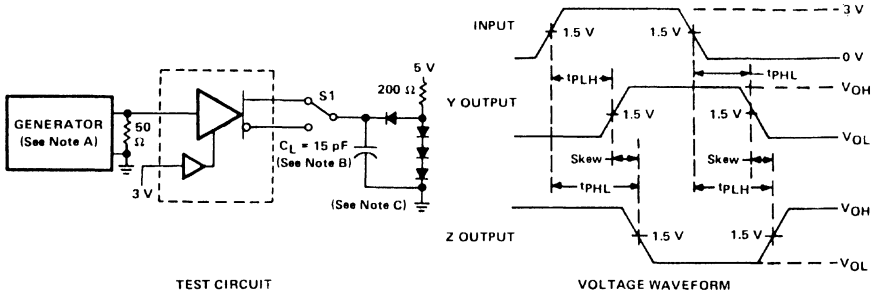 GENERATOR
(See Note A)
50
Ω
3 V
S1
CL = 15 pF
(See Note B)
200 Ω
5 V
(See Note C)
TEST CIRCUIT
INPUT
1.5 V
1.5 V
3 V
0 V
tPLH
tPHL
Y OUTPUT
1.5 V
1.5 V
VOH
VOL
Skew
Skew
tPHL
tPLH
Z OUTPUT
1.5 V
1.5 V
VOH
VOL
VOLTAGE WAVEFORM